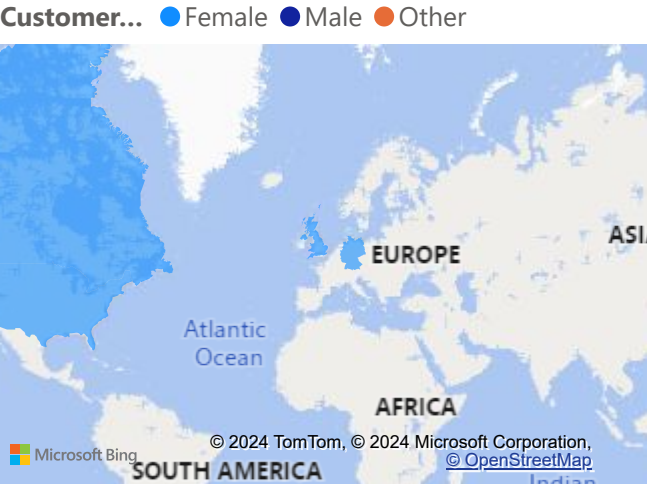 Customer... Female Male Other
ASI
EUROPE
Atlantic
Ocean
AFRICA
© 2024 TomTom, © 2024 Microsoft Corporation,
Microsoft Bing
© OpenStreetMap
SOUTH AMERICA
Indian